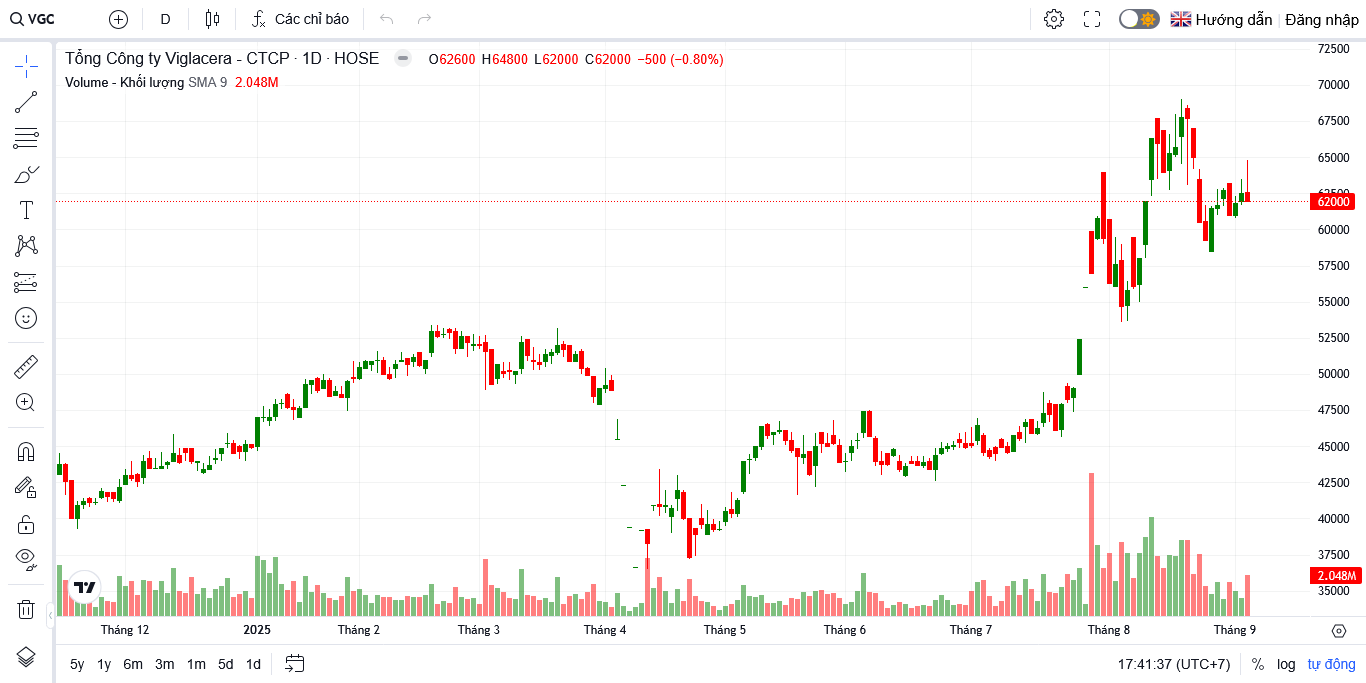 VGC D Các chỉ báo Hướng dẫn Đăng nhập
Tổng Công ty Viglacera - CTCP · 1D · HOSE O62600 H64800 L62000 C62000 −500 (−0.80%)
Volume - Khối lượng SMA 9 2.048M
72500
70000
67500
65000
62500
62000
60000
57500
55000
52500
50000
47500
45000
42500
40000
37500
2.048M
35000
Tháng 12 2025 Tháng 2 Tháng 3 Tháng 4 Tháng 5 Tháng 6 Tháng 7 Tháng 8 Tháng 9
5y 1y 6m 3m 1m 5d 1d 17:41:37 (UTC+7) % log tự động